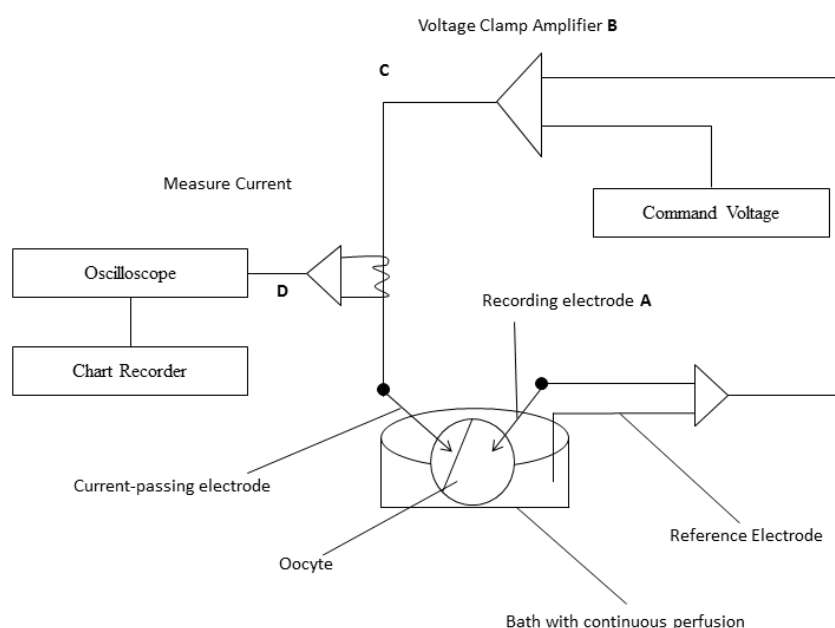 Voltage Clamp Amplifier B
C
Measure Current
Command Voltage
Oscilloscope
D
Recording electrode A
Chart Recorder
Current-passing electrode
Reference Electrode
Oocyte
Bath with continuous perfusion